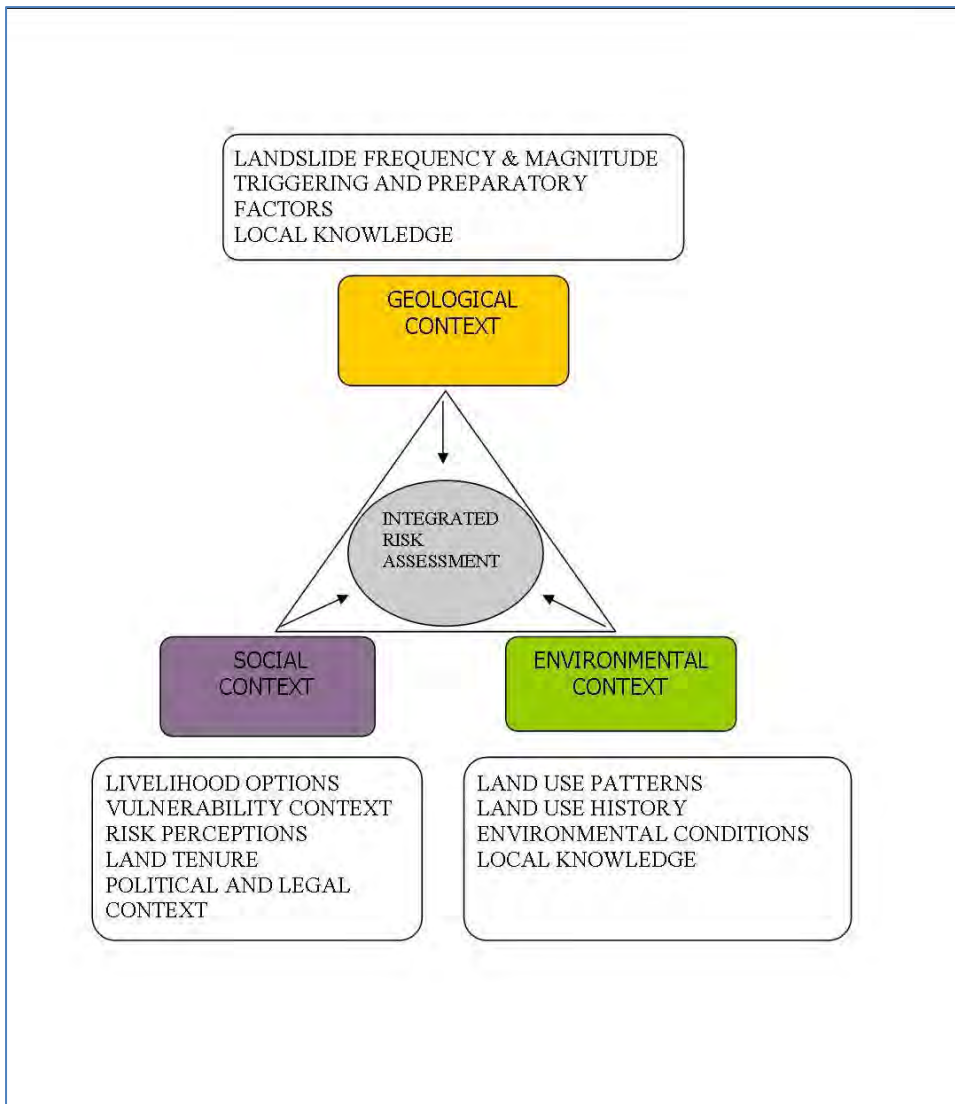 LANDSLIDE FREQUENCY & MAGNITUDE
TRIGGERING AND PREPARATORY
FACTORS
LOCAL KNOWLEDGE
GEOLOGICAL
CONTEXT
INTEGRATED
RISK
ASSESSMENT
SOCIAL
CONTEXT
ENVIRONMENTAL
CONTEXT
LIVELIHOOD OPTIONS
VULNERABILITY CONTEXT
RISK PERCEPTIONS
LAND TENURE
POLITICAL AND LEGAL
CONTEXT
LAND USE PATTERNS
LAND USE HISTORY
ENVIRONMENTAL CONDITIONS
LOCAL KNOWLEDGE